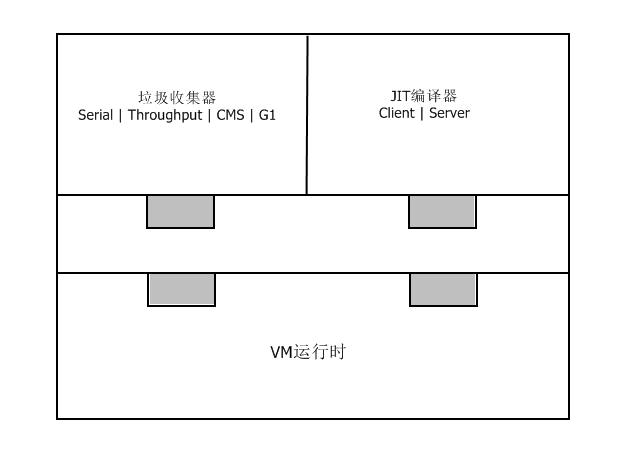 垃圾收集器
Serial | Throughput | CMS | G1
JIT编译器
Client | Server
VM运行时